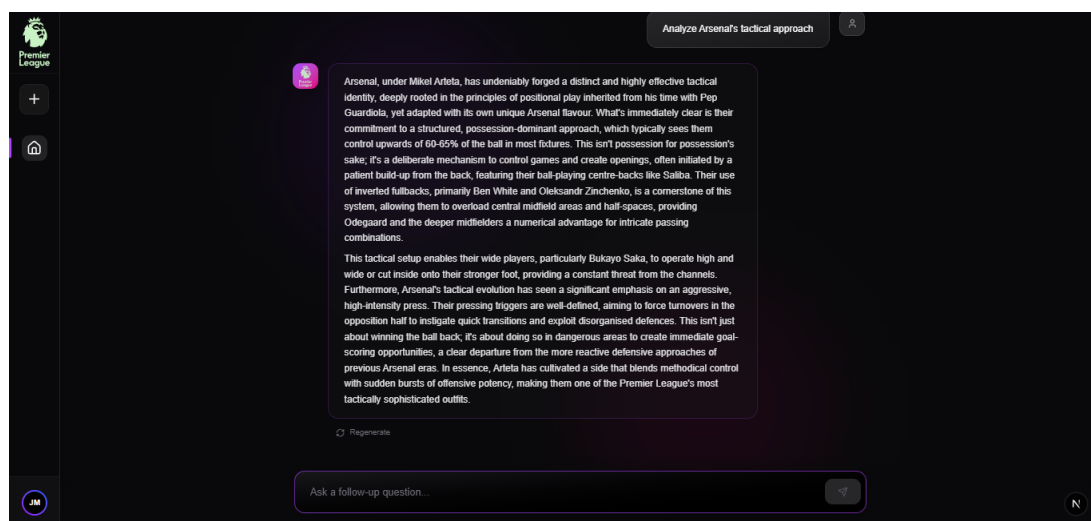 Premier
League
Analyze Arsenal's tactical approach
Arsenal, under Mikel Arteta, has undeniably forged a distinct and highly effective tactical
identity, deeply rooted in the principles of positional play inherited from his time with Pep
Guardiola, yet adapted with its own unique Arsenal flavour. What's immediately clear is their
commitment to a structured, possession-dominant approach, which typically sees them
control upwards of 60-65% of the ball in most fixtures. This isn't possession for possession's
sake; it's a deliberate mechanism to control games and create openings, often initiated by a
patient build-up from the back, featuring their ball-playing centre-backs like Saliba. Their use
of inverted fullbacks, primarily Ben White and Oleksandr Zinchenko, is a cornerstone of this
system, allowing them to overload central midfield areas and half-spaces, providing
Odegaard and the deeper midfielders a numerical advantage for intricate passing
combinations.
This tactical setup enables their wide players, particularly Bukayo Saka, to operate high and
wide or cut inside onto their stronger foot, providing a constant threat from the channels.
Furthermore, Arsenal's tactical evolution has seen a significant emphasis on an aggressive,
high-intensity press. Their pressing triggers are well-defined, aiming to force turnovers in the
opposition half to instigate quick transitions and exploit disorganised defences. This isn't just
about winning the ball back; it's about doing so in dangerous areas to create immediate goal-
scoring opportunities, a clear departure from the more reactive defensive approaches of
previous Arsenal eras. In essence, Arteta has cultivated a side that blends methodical control
with sudden bursts of offensive potency, making them one of the Premier League's most
tactically sophisticated outfits.
Regenerate
Ask a follow-up question...
JM
N